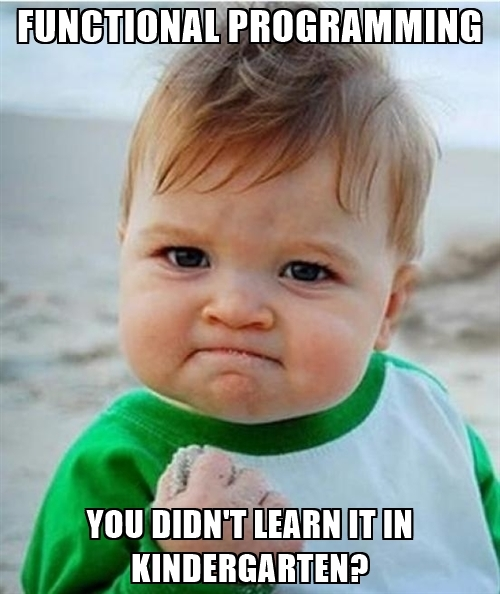 FUNCTIONAL PROGRAMMING
YOU DIDN'T LEARN IT IN
KINDERGARTEN?